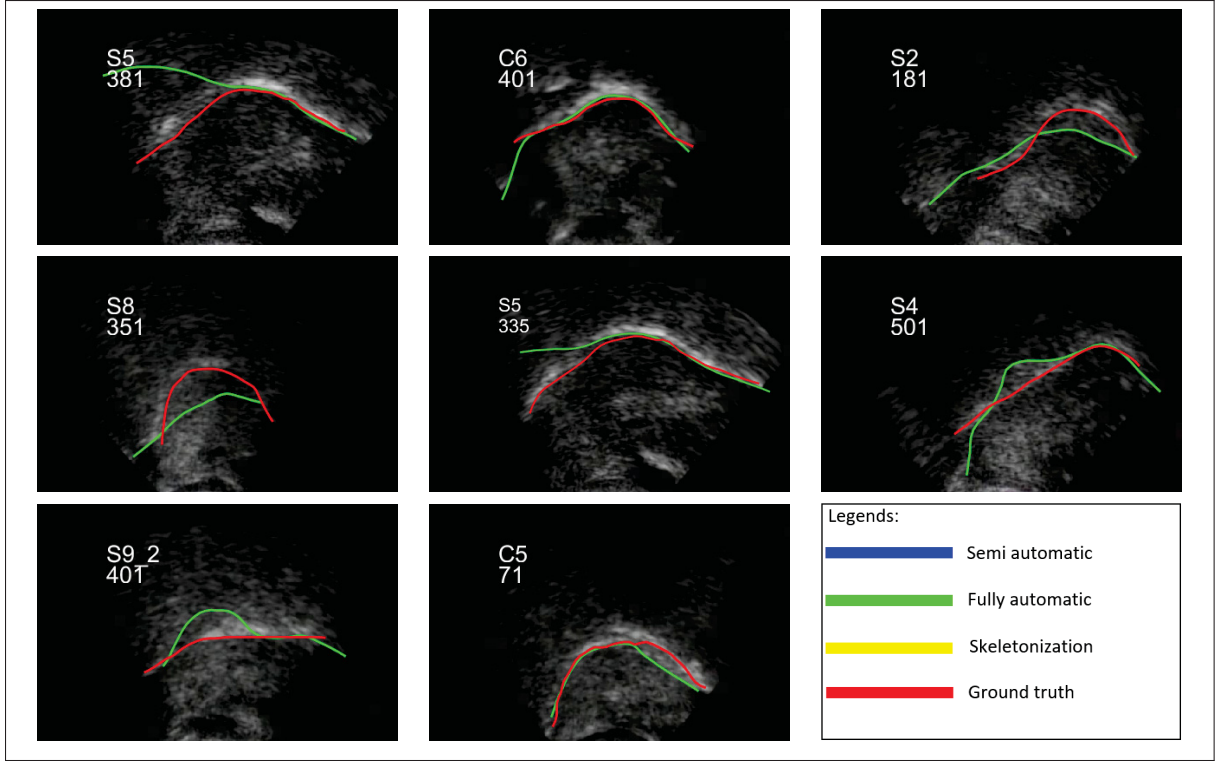 S5
381
C6
401
S2
181
S8
351
S5
335
S4
501
S9_2
401
C5
71
Legends:
Semi automatic
Fully automatic
Skeletonization
Ground truth